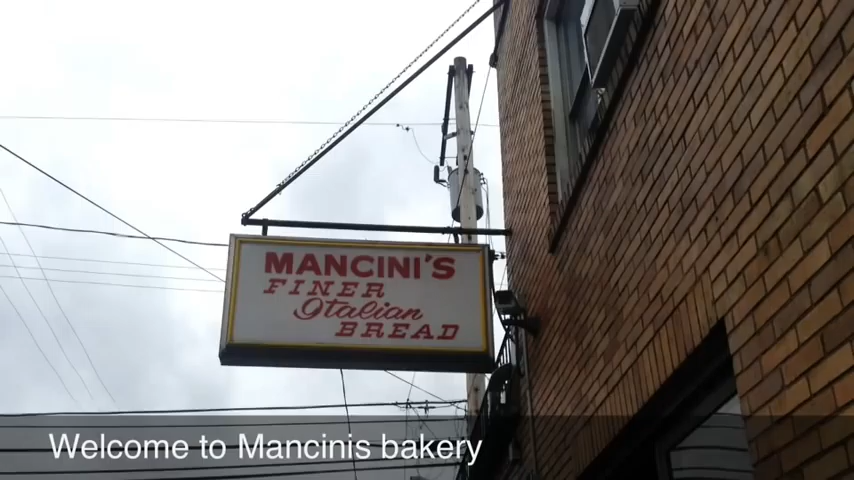 MANCINI'S
FINER
Italian
BREAD
Welcome to Mancinis bakery